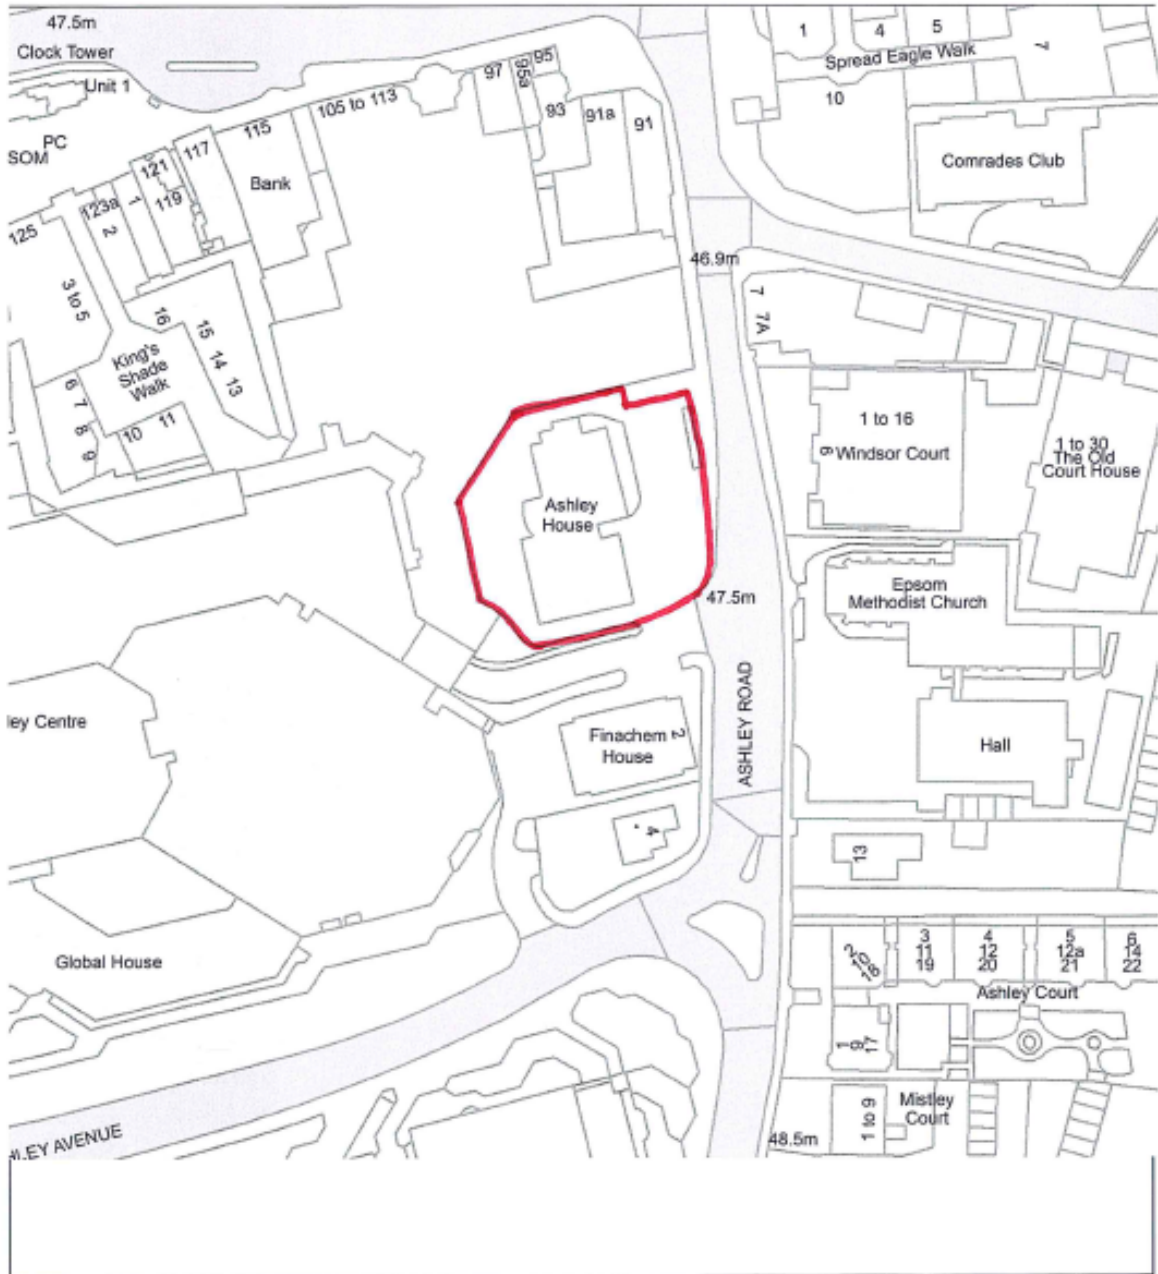 47.5m
Clock Tower
Unit 1
PC
SOM
105 to 113
97
95a
95
93
91a
91
1
4
5
7
Spread Eagle Walk
10
Comrades Club
115
117
Bank
121
119
123a
1
2
125
3 to 5
46.9m
7
7A
16
15
14
13
King's
Shade
Walk
6
7
8
9
10
11
1 to 16
Windsor Court
6
1 to 30
The Old
Court House
Ashley
House
Epsom
Methodist Church
47.5m
ASHLEY ROAD
ley Centre
Finachem
House
2
Hall
4
13
Global House
2
10
18
3
11
19
4
12
20
5
12a
21
6
14
22
Ashley Court
1
9
17
Mistley
Court
1 to 9
48.5m
HLEY AVENUE